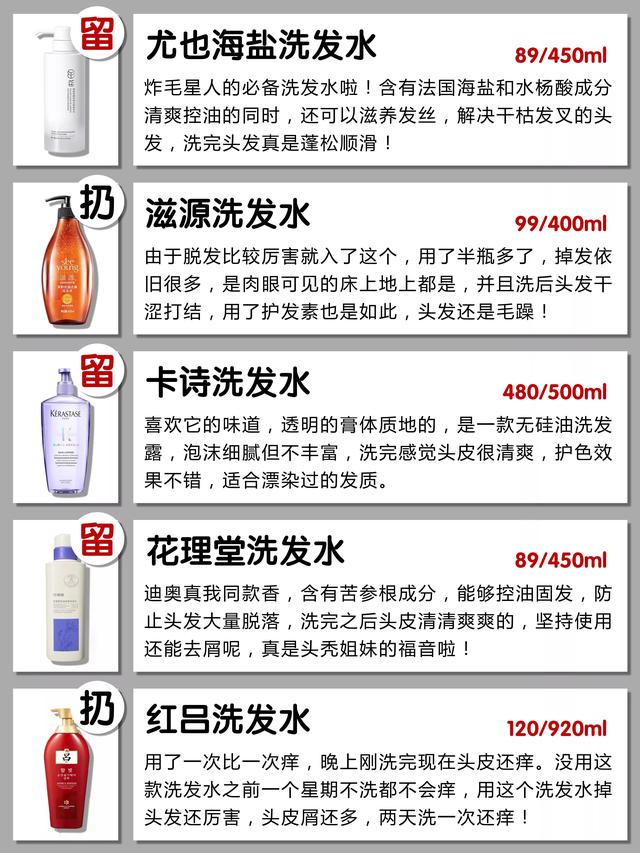 留
尤也海盐洗发水
89/450ml
炸毛星人的必备洗发水啦！含有法国海盐和水杨酸成分
清爽控油的同时，还可以滋养发丝，解决干枯发叉的头
发，洗完头发真是蓬松顺滑！
扔
滋源洗发水
99/400ml
see
young
滋源
由于脱发比较厉害就入了这个，用了半瓶多了，掉发依
旧很多，是肉眼可见的床上地上都是，并且洗后头发干
涩打结，用了护发素也是如此，头发还是毛躁！
留
卡诗洗发水
480/500ml
KÉRASTASE
喜欢它的味道，透明的膏体质地的，是一款无硅油洗发
露，泡沫细腻但不丰富，洗完感觉头皮很清爽，护色效
果不错，适合漂染过的发质。
留
花理堂洗发水
89/450ml
迪奥真我同款香，含有苦参根成分，能够控油固发，防
止头发大量脱落，洗完之后头皮清清爽爽的，坚持使用
还能去屑呢，真是头秃姐妹的福音啦！
扔
红吕洗发水
120/920ml
吕
用了一次比一次痒，晚上刚洗完现在头皮还痒。没用这
款洗发水之前一个星期不洗都不会痒，用这个洗发水掉
头发还厉害，头皮屑还多，两天洗一次还痒！